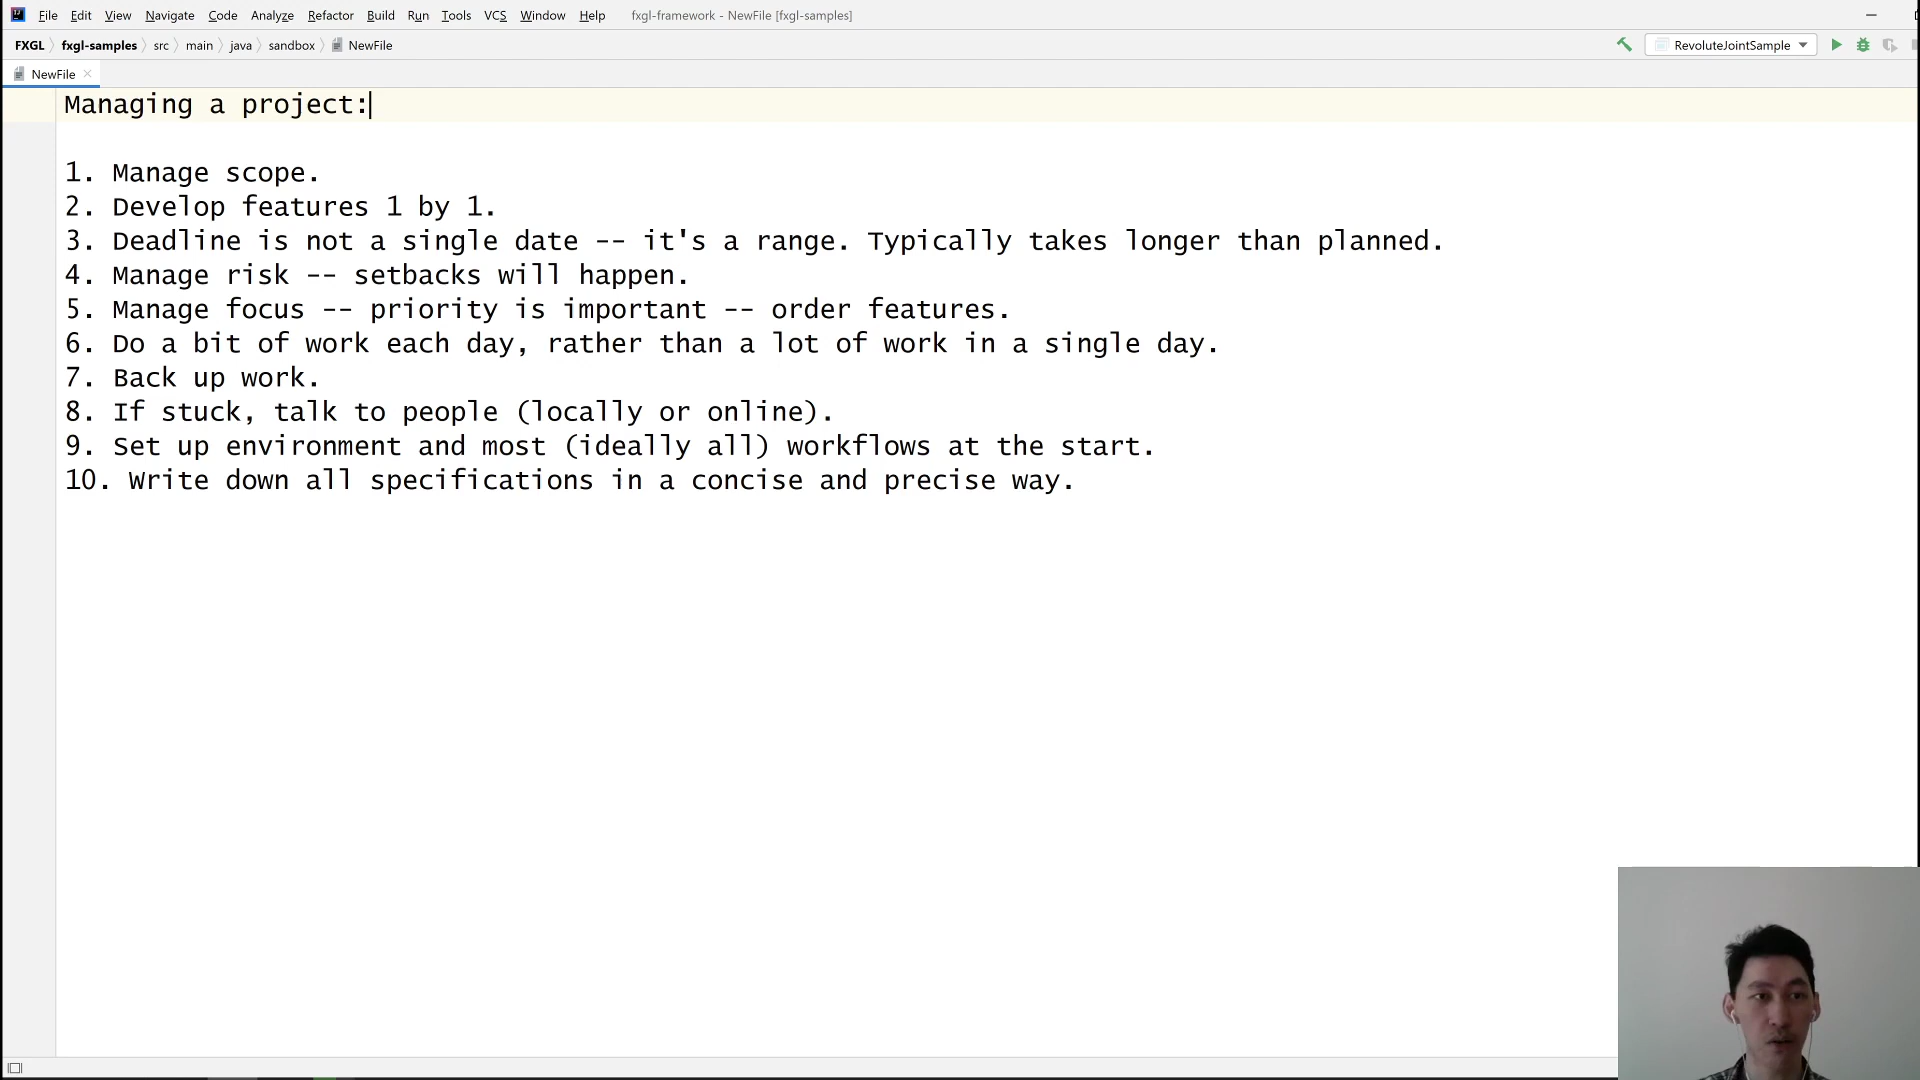 File Edit View Navigate Code Analyze Refactor Build Run Tools VCS Window Help fxgl-framework - NewFile [fxgl-samples]
FXGL fxgl-samples src main java sandbox NewFile RevoluteJointSample
NewFile
Managing a project:
1. Manage scope.
2. Develop features 1 by 1.
3. Deadline is not a single date -- it's a range. Typically takes longer than planned.
4. Manage risk -- setbacks will happen.
5. Manage focus -- priority is important -- order features.
6. Do a bit of work each day, rather than a lot of work in a single day.
7. Back up work.
8. If stuck, talk to people (locally or online).
9. Set up environment and most (ideally all) workflows at the start.
10. Write down all specifications in a concise and precise way.